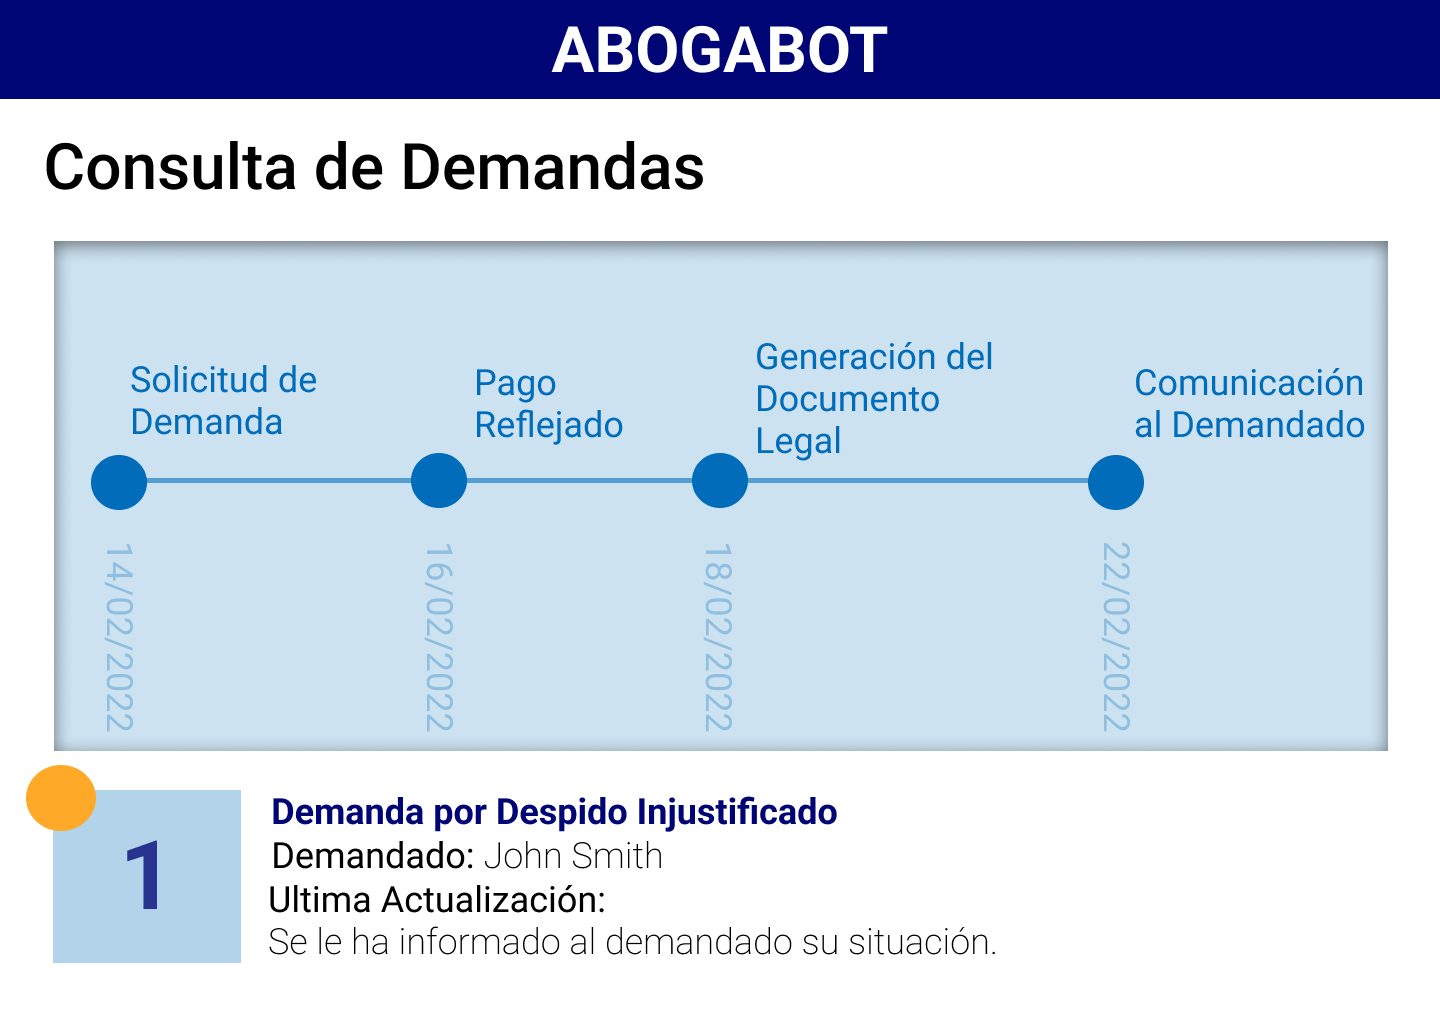 ABOGABOT
Consulta de Demandas
Solicitud de
Demanda
Pago
Reflejado
Generación del
Documento
Legal
Comunicación
al Demandado
14/02/2022
16/02/2022
18/02/2022
22/02/2022
1
Demanda por Despido Injustificado
Demandado: John Smith
Ultima Actualización:
Se le ha informado al demandado su situación.